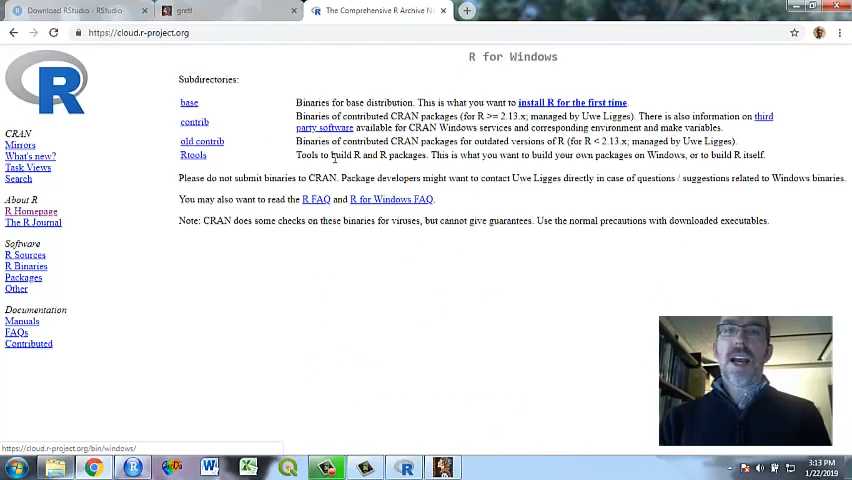 Download RStudio - RStudio
gretl
The Comprehensive R Archive N
https://cloud.r-project.org
R for Windows
R
CRAN
Mirrors
What's new?
Task Views
Search
About R
R Homepage
The R Journal
Software
R Sources
R Binaries
Packages
Other
Documentation
Manuals
FAQs
Contributed
Subdirectories:
base Binaries for base distribution. This is what you want to install R for the first time.
contrib Binaries of contributed CRAN packages (for R >= 2.13.x; managed by Uwe Ligges). There is also information on third
party software available for CRAN Windows services and corresponding environment and make variables.
old contrib Binaries of contributed CRAN packages for outdated versions of R (for R < 2.13.x; managed by Uwe Ligges).
Rtools Tools to build R and R packages. This is what you want to build your own packages on Windows, or to build R itself.
Please do not submit binaries to CRAN. Package developers might want to contact Uwe Ligges directly in case of questions / suggestions related to Windows binaries.
You may also want to read the R FAQ and R for Windows FAQ.
Note: CRAN does some checks on these binaries for viruses, but cannot give guarantees. Use the normal precautions with downloaded executables.
https://cloud.r-project.org/bin/windows/
3:13 PM
1/22/2019